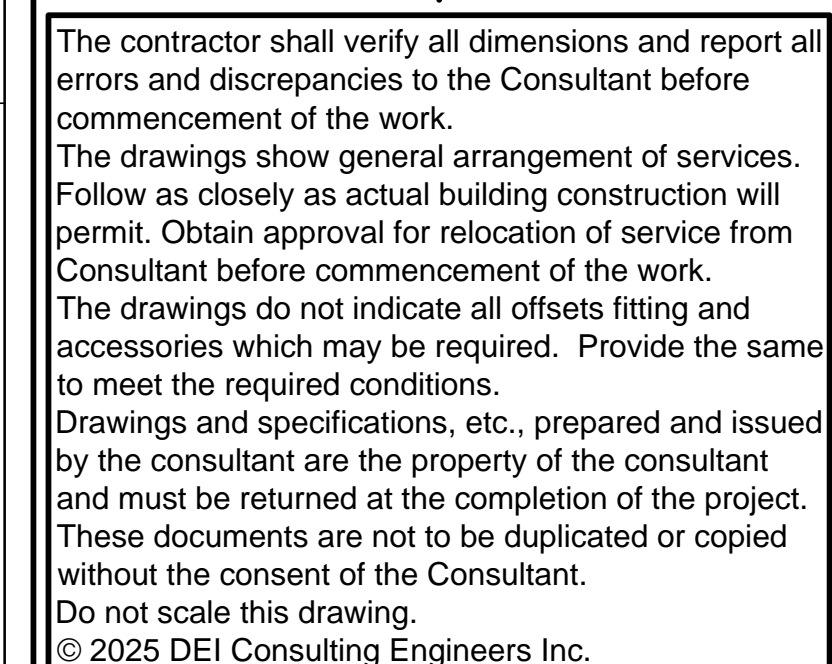 The contractor shall verify all dimensions and report all
errors and discrepancies to the Consultant before
commencement of the work.
The drawings show general arrangement of services.
Follow as closely as actual building construction will
permit. Obtain approval for relocation of service from
Consultant before commencement of the work.
The drawings do not indicate all offsets fitting and
accessories which may be required.  Provide the same
to meet the required conditions.
Drawings and specifications, etc., prepared and issued
by the consultant are the property of the consultant
and must be returned at the completion of the project.
These documents are not to be duplicated or copied
without the consent of the Consultant.
Do not scale this drawing.
© 2025 DEI Consulting Engineers Inc.